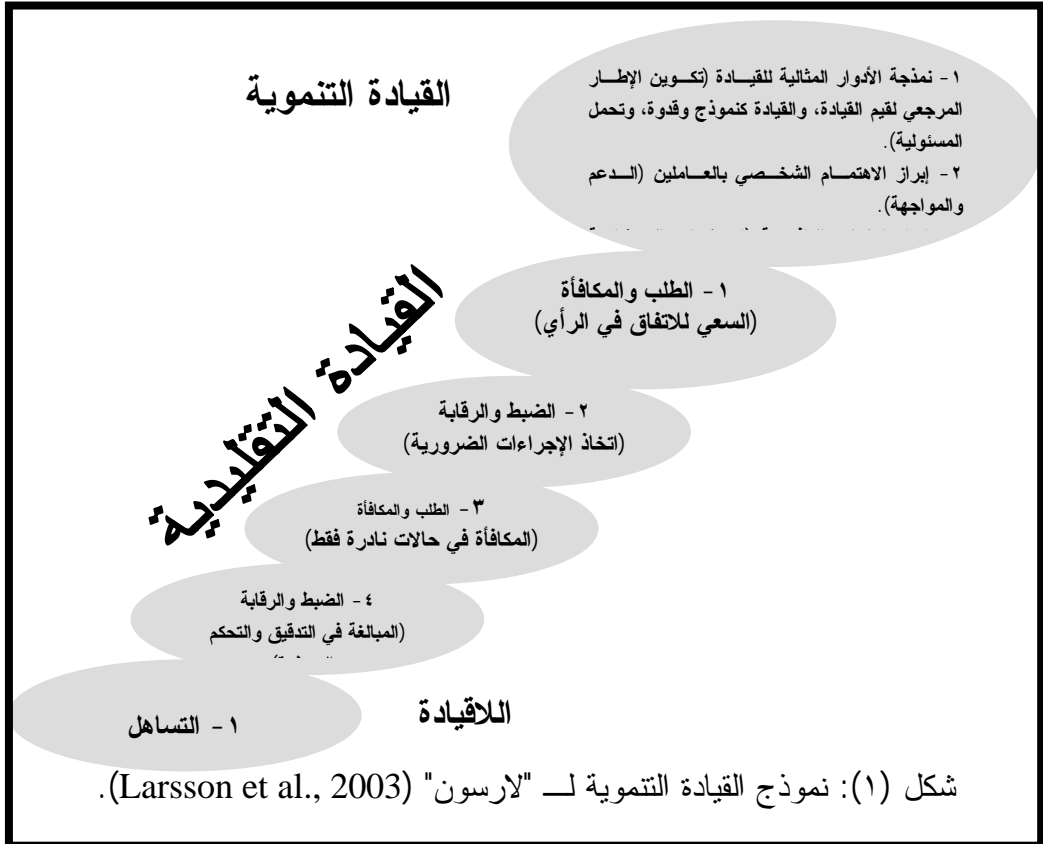 القيادة التنموية
١- نمذجة الأدوار المثالية للقيادة (تكوين الإطار
المرجعي لقيم القيادة، والقيادة كنموذج وقدوة، وتحمل
المسئولية).
٢- إبراز الاهتمام الشخصي بالعاملين (الدعم
والمواجهة).
القيادة التقليدية
١- الطلب والمكافأة
(السعي للاتفاق في الرأي)
٢- الضبط والرقابة
(اتخاذ الإجراءات الضرورية)
٣- الطلب والمكافأة
(المكافأة في حالات نادرة فقط)
٤- الضبط والرقابة
(المبالغة في التدقيق والتحكم
اللاقيادة
١- التساهل
شكل (١): نموذج القيادة التنموية لـ "لارسون" (Larsson et al., 2003).